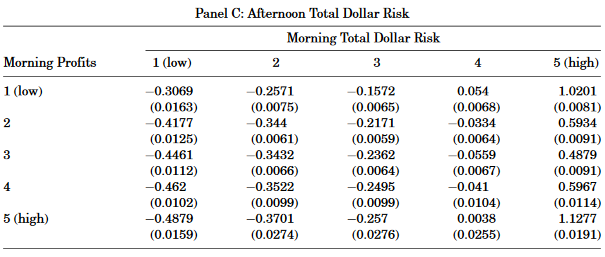 Panel C: Afternoon Total Dollar Risk
Morning Total Dollar Risk
Morning Profits 1 (low) 2 3 4 5 (high)
1 (low) −0.3069 −0.2571 −0.1572 0.054 1.0201
(0.0163) (0.0075) (0.0065) (0.0068) (0.0081)
2 −0.4177 −0.344 −0.2171 −0.0334 0.5934
(0.0125) (0.0061) (0.0059) (0.0064) (0.0091)
3 −0.4461 −0.3432 −0.2362 −0.0559 0.4879
(0.0112) (0.0066) (0.0064) (0.0067) (0.0091)
4 −0.462 −0.3522 −0.2495 −0.041 0.5967
(0.0102) (0.0099) (0.0099) (0.0104) (0.0114)
5 (high) −0.4879 −0.3701 −0.257 0.0038 1.1277
(0.0159) (0.0274) (0.0276) (0.0255) (0.0191)